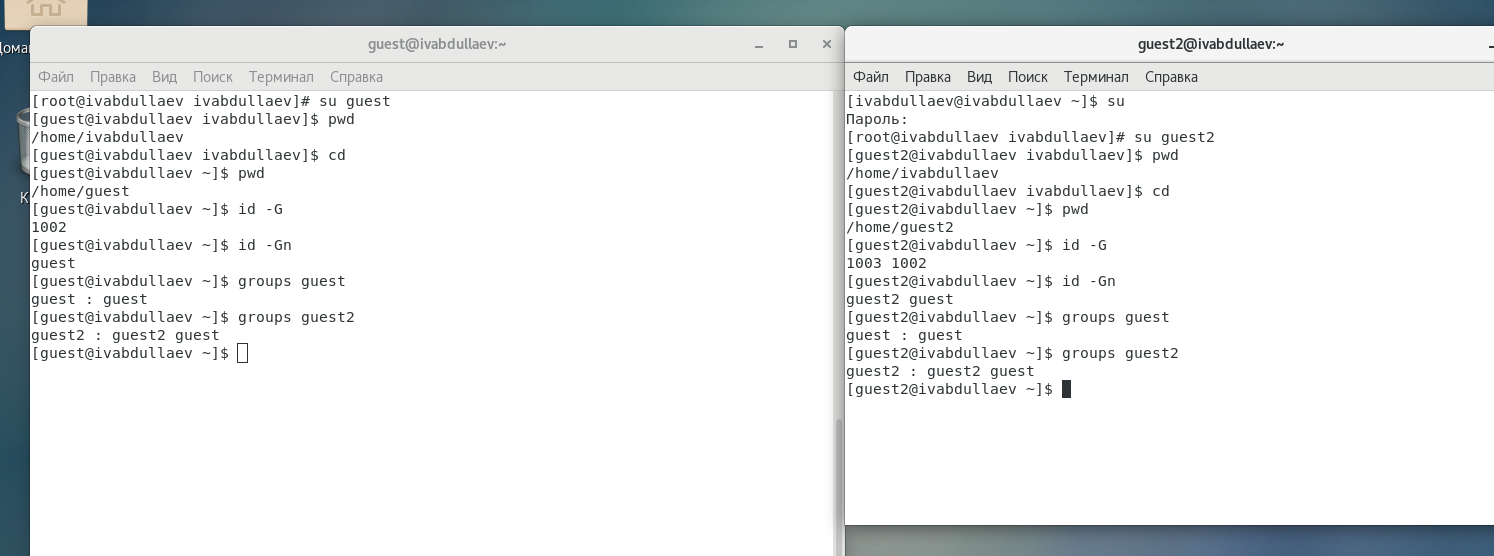 guest@ivabdullaev:~
Файл Правка Вид Поиск Терминал Справка
[root@ivabdullaev ivabdullaev]# su guest
[guest@ivabdullaev ivabdullaev]$ pwd
/home/ivabdullaev
[guest@ivabdullaev ivabdullaev]$ cd
[guest@ivabdullaev ~]$ pwd
/home/guest
[guest@ivabdullaev ~]$ id -G
1002
[guest@ivabdullaev ~]$ id -Gn
guest
[guest@ivabdullaev ~]$ groups guest
guest : guest
[guest@ivabdullaev ~]$ groups guest2
guest2 : guest2 guest
[guest@ivabdullaev ~]$
guest2@ivabdullaev:~
Файл Правка Вид Поиск Терминал Справка
[ivabdullaev@ivabdullaev ~]$ su
Пароль:
[root@ivabdullaev ivabdullaev]# su guest2
[guest2@ivabdullaev ivabdullaev]$ pwd
/home/ivabdullaev
[guest2@ivabdullaev ivabdullaev]$ cd
[guest2@ivabdullaev ~]$ pwd
/home/guest2
[guest2@ivabdullaev ~]$ id -G
1003 1002
[guest2@ivabdullaev ~]$ id -Gn
guest2 guest
[guest2@ivabdullaev ~]$ groups guest
guest : guest
[guest2@ivabdullaev ~]$ groups guest2
guest2 : guest2 guest
[guest2@ivabdullaev ~]$